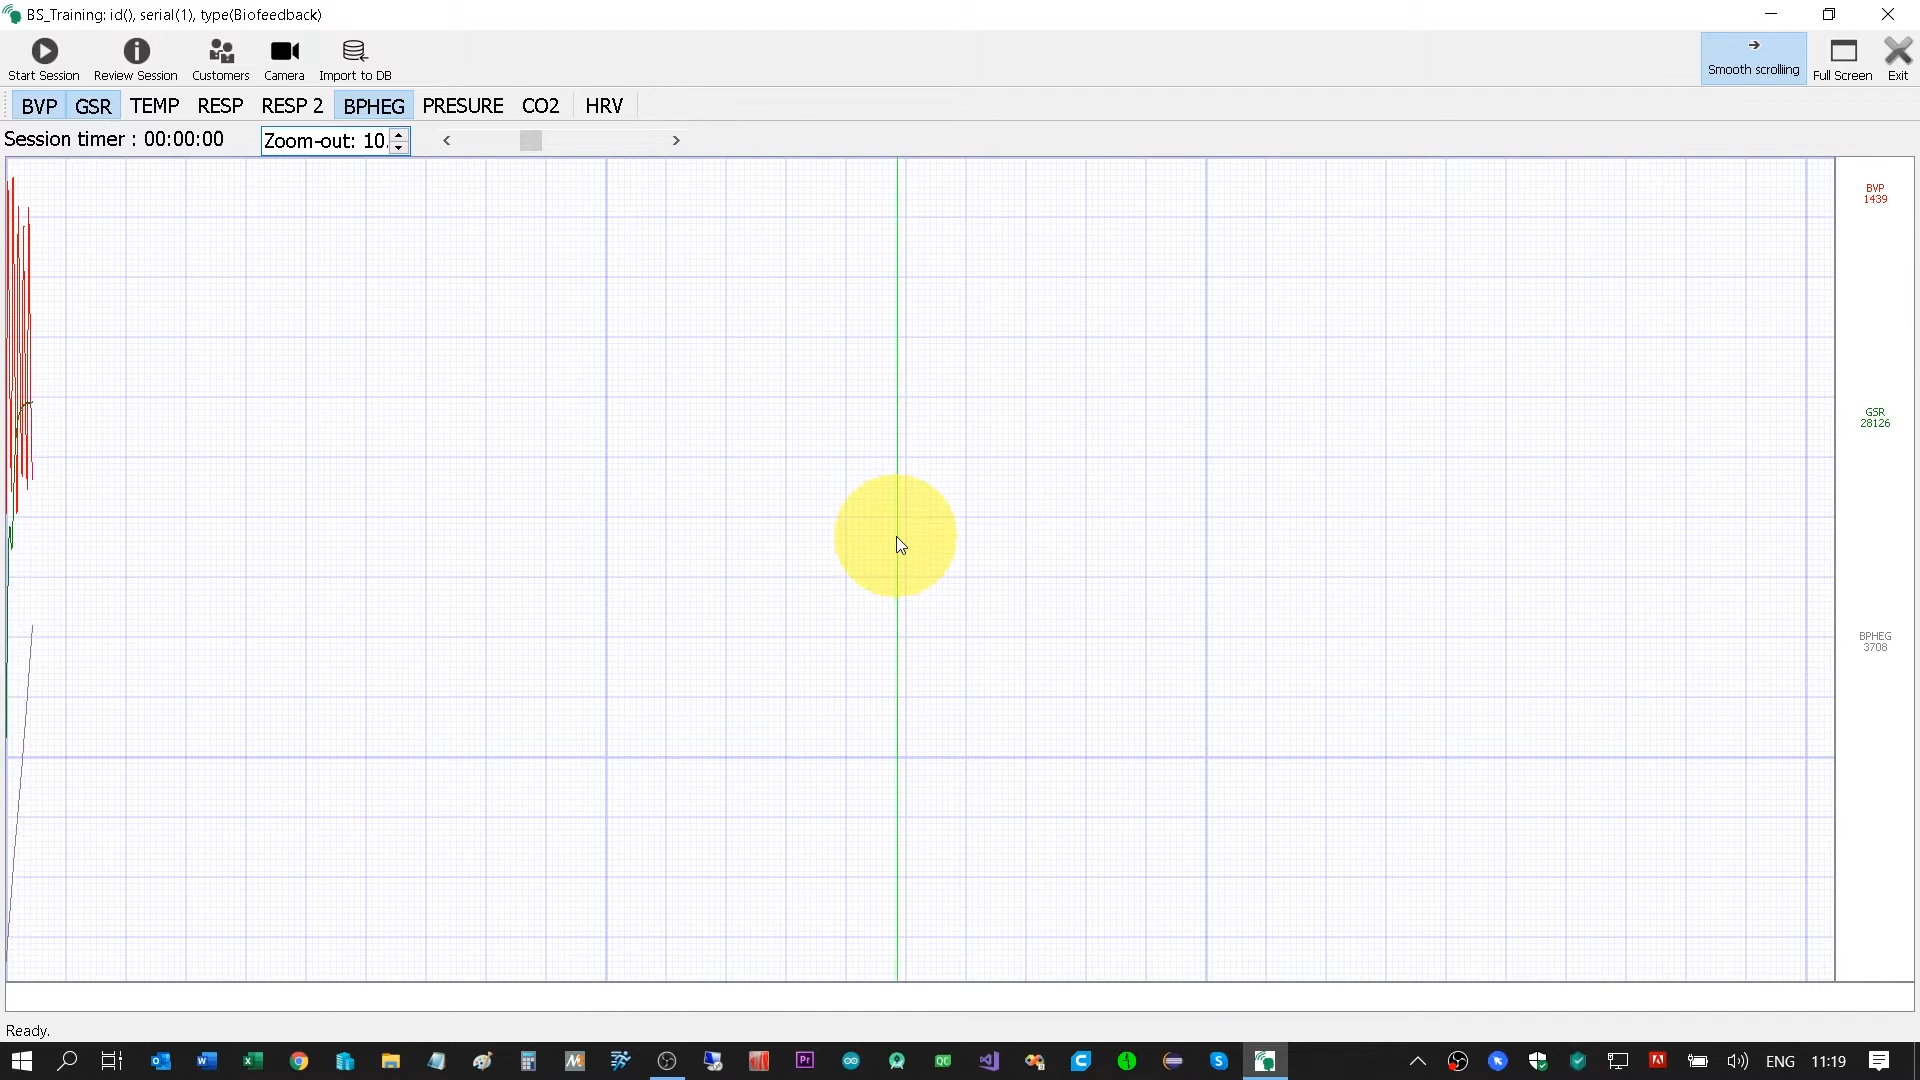 BS_Training: id(), serial(1), type(Biofeedback)
Start Session Review Session Customers Camera Import to DB Smooth scrolling Full Screen Exit
BVP GSR TEMP RESP RESP 2 BPHEG PRESURE CO2 HRV
Session timer : 00:00:00 Zoom-out: 10.
BVP
1439
GSR
28126
BPHEG
3708
Ready.
ENG 11:19